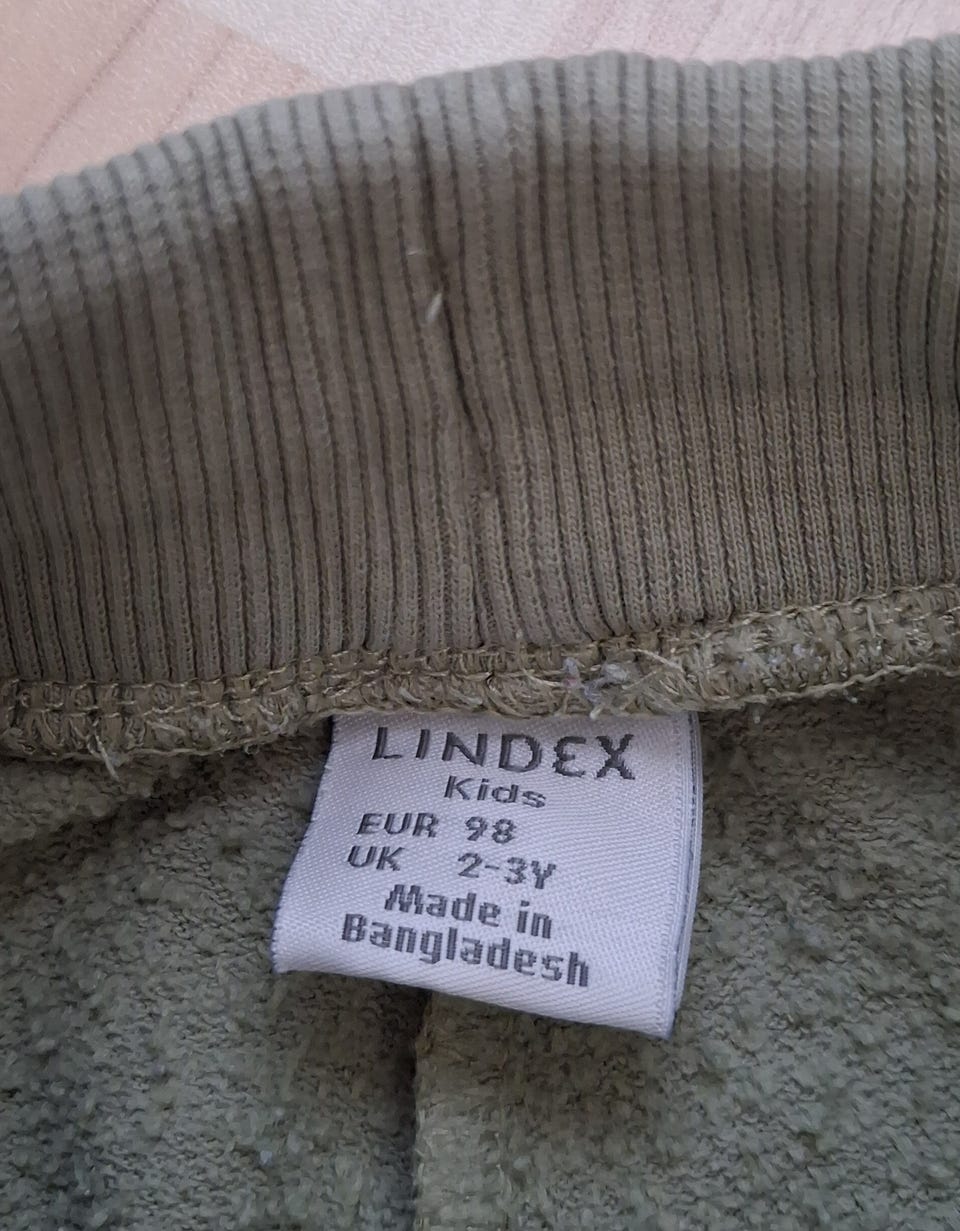 LINDEX
Kids
EUR 98
UK 2-3Y
Made in
Bangladesh